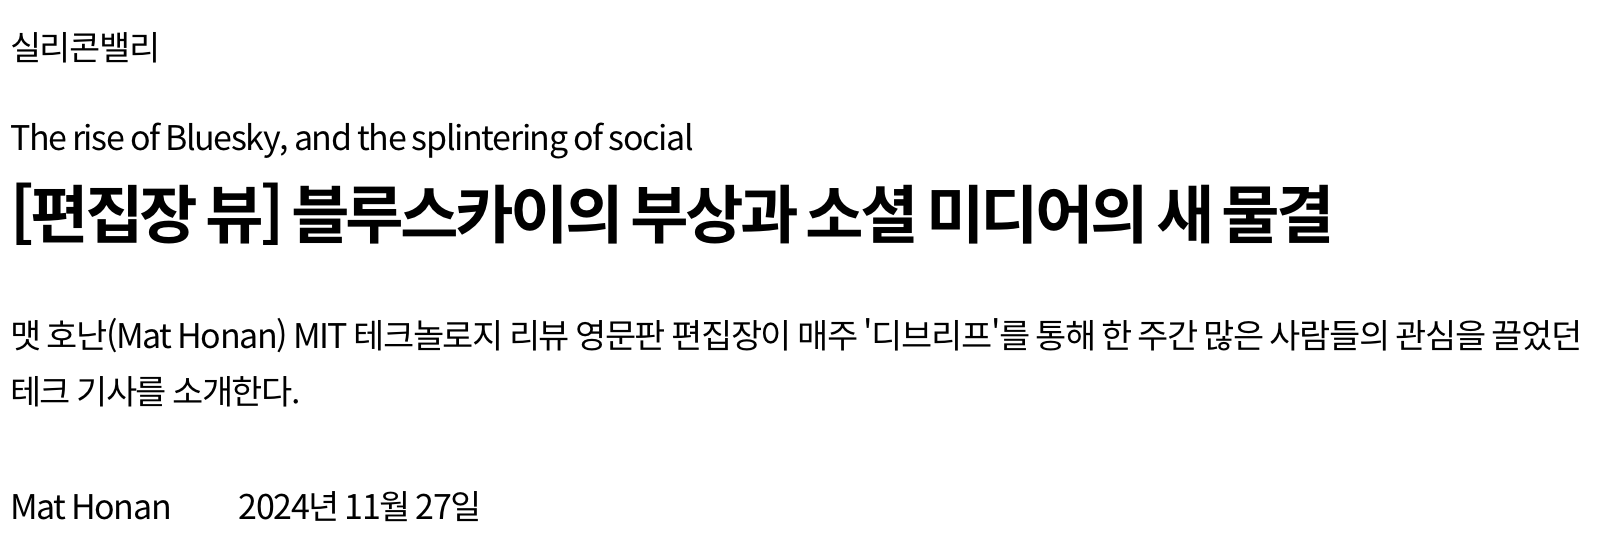 실리콘밸리
The rise of Bluesky, and the splintering of social
[편집장 뷰] 블루스카이의 부상과 소셜 미디어의 새 물결
맷 호난(Mat Honan) MIT 테크놀로지 리뷰 영문판 편집장이 매주 '디브리프'를 통해 한 주간 많은 사람들의 관심을 끌었던
테크 기사를 소개한다.
Mat Honan 2024년 11월 27일